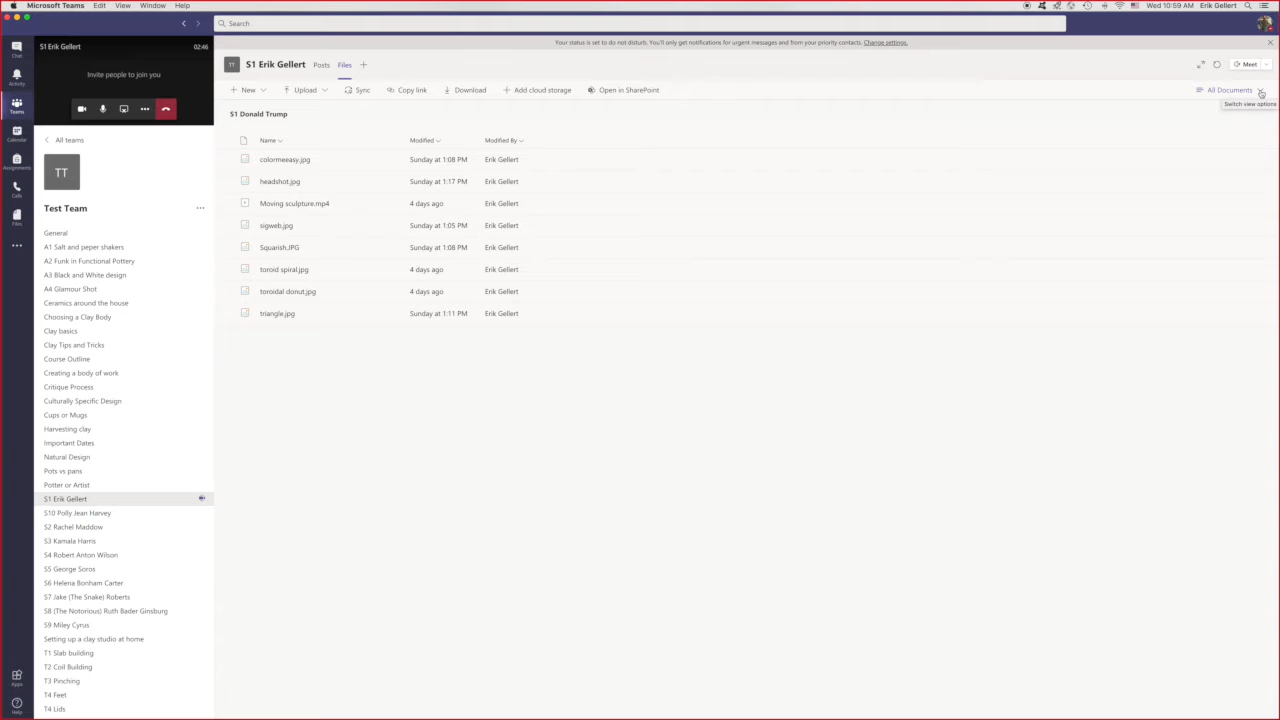 Microsoft Teams Edit View Window Help
Wed 10:59 AM Erik Gellert
Search
S1 Erik Gellert 02:46
Invite people to join you
Your status is set to do not disturb. You'll only get notifications for urgent messages and from your priority contacts. Change settings.
Chat
Activity
Teams
Calendar
Assignments
Calls
Files
Apps
Help
TT S1 Erik Gellert Posts Files
Meet
New Upload Sync Copy link Download Add cloud storage Open in SharePoint
All Documents
Switch view options
S1 Donald Trump
Name Modified Modified By
colormeeasy.jpg Sunday at 1:08 PM Erik Gellert
headshot.jpg Sunday at 1:17 PM Erik Gellert
Moving sculpture.mp4 4 days ago Erik Gellert
sigweb.jpg Sunday at 1:05 PM Erik Gellert
Squarish.JPG Sunday at 1:08 PM Erik Gellert
toroid spiral.jpg 4 days ago Erik Gellert
toroidal donut.jpg 4 days ago Erik Gellert
triangle.jpg Sunday at 1:11 PM Erik Gellert
All teams
TT
Test Team
General
A1 Salt and peper shakers
A2 Funk in Functional Pottery
A3 Black and White design
A4 Glamour Shot
Ceramics around the house
Choosing a Clay Body
Clay basics
Clay Tips and Tricks
Course Outline
Creating a body of work
Critique Process
Culturally Specific Design
Cups or Mugs
Harvesting clay
Important Dates
Natural Design
Pots vs pans
Potter or Artist
S1 Erik Gellert
S10 Polly Jean Harvey
S2 Rachel Maddow
S3 Kamala Harris
S4 Robert Anton Wilson
S5 George Soros
S6 Heleria Bonham Carter
S7 Jake (The Snake) Roberts
S8 (The Notorious) Ruth Bader Ginsburg
S9 Miley Cyrus
Setting up a clay studio at home
T1 Slab building
T2 Coil Building
T3 Pinching
T4 Feet
T4 Lids